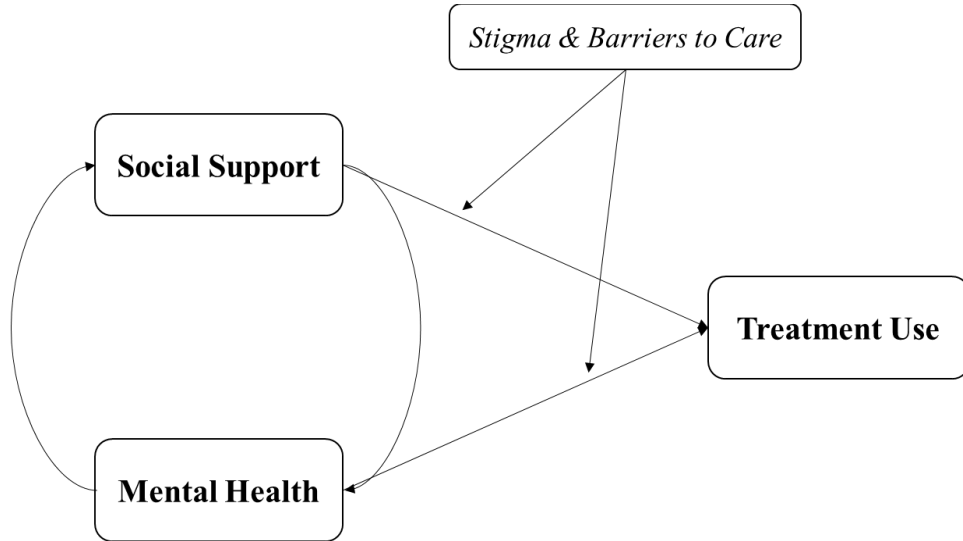 Stigma & Barriers to Care
Social Support
Treatment Use
Mental Health